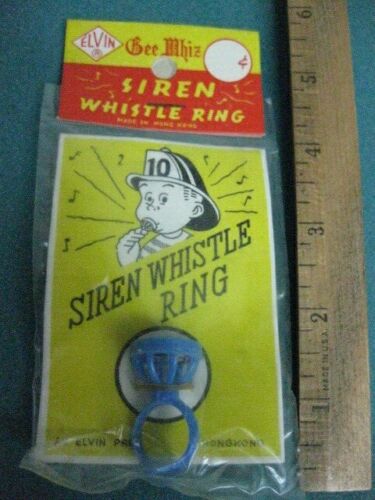 ELVIN
®
Gee Whiz
¢
SIREN
WHISTLE RING
MADE IN HONG KONG
10
SIREN WHISTLE
RING
ELVIN
HONGKONG
6
5
4
3
2
1
MADE IN U.S.A.